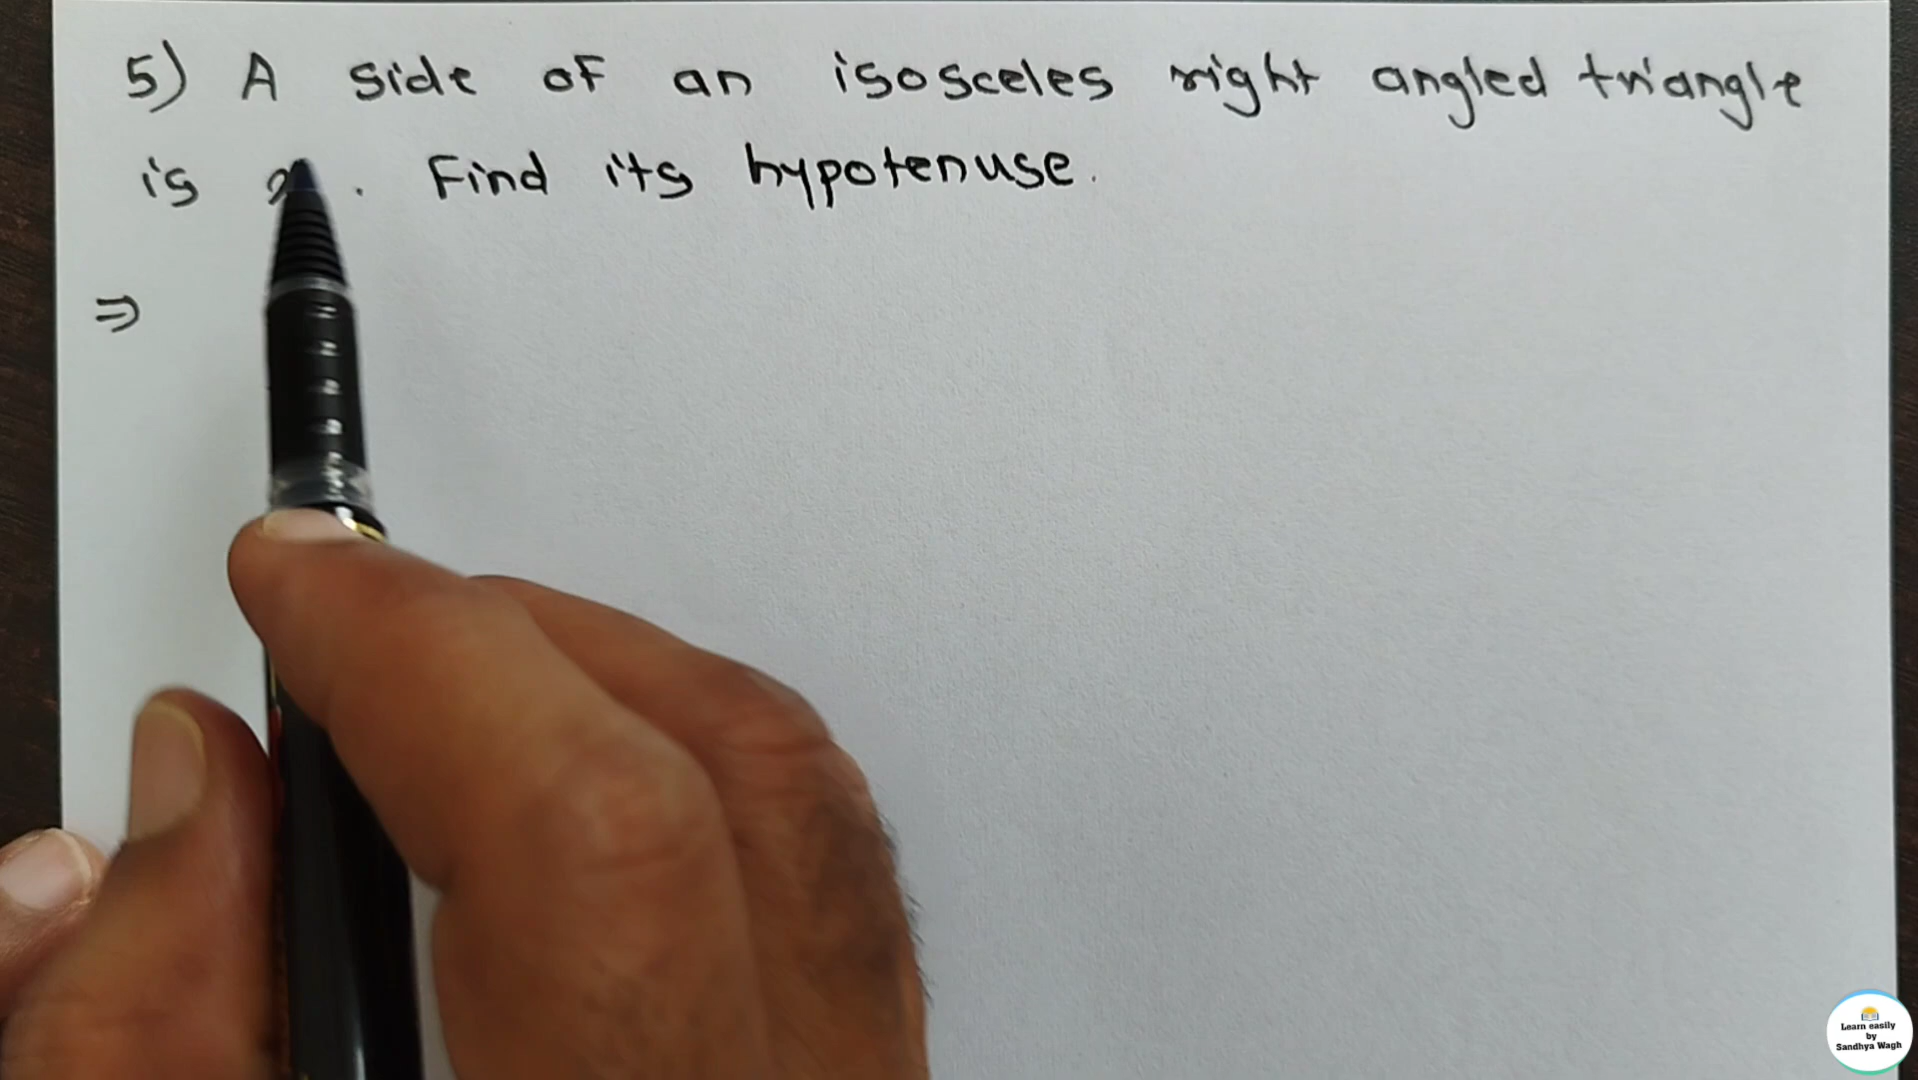 5) A side of an isosceles right angled triangle
is x. Find its hypotenuse.
⇒
Learn easily
by
Sandhya Wagh